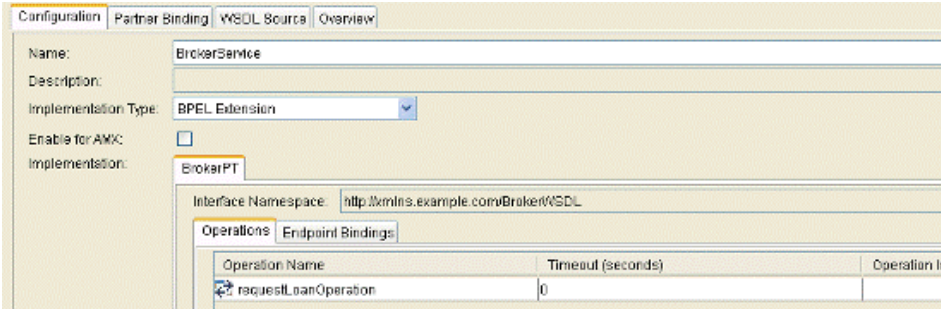 Configuration Partner Binding WSDL Source Overview
Name: BrokerService
Description:
Implementation Type: BPEL Extension
Enable for AMX:
Implementation: BrokerPT
Interface Namespace: http://xmlns.example.com/BrokerWSDL
Operations Endpoint Bindings
Operation Name Timeout (seconds) Operation
requestLoanOperation 0